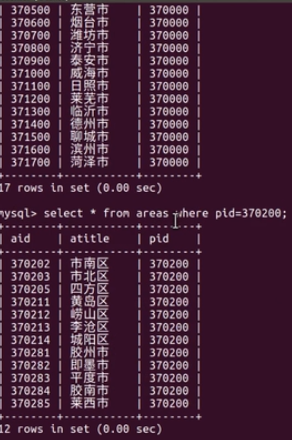 | 370500 | 东营市 | 370000 |
| 370600 | 烟台市 | 370000 |
| 370700 | 潍坊市 | 370000 |
| 370800 | 济宁市 | 370000 |
| 370900 | 泰安市 | 370000 |
| 371000 | 威海市 | 370000 |
| 371100 | 日照市 | 370000 |
| 371200 | 莱芜市 | 370000 |
| 371300 | 临沂市 | 370000 |
| 371400 | 德州市 | 370000 |
| 371500 | 聊城市 | 370000 |
| 371600 | 滨州市 | 370000 |
| 371700 | 菏泽市 | 370000 |
+--------+-----------+--------+
17 rows in set (0.00 sec)
mysql> select * from areas where pid=370200;
+--------+-----------+--------+
| aid | atitle | pid |
+--------+-----------+--------+
| 370202 | 市南区 | 370200 |
| 370203 | 市北区 | 370200 |
| 370205 | 四方区 | 370200 |
| 370211 | 黄岛区 | 370200 |
| 370212 | 崂山区 | 370200 |
| 370213 | 李沧区 | 370200 |
| 370214 | 城阳区 | 370200 |
| 370281 | 胶州市 | 370200 |
| 370282 | 即墨市 | 370200 |
| 370283 | 平度市 | 370200 |
| 370284 | 胶南市 | 370200 |
| 370285 | 莱西市 | 370200 |
+--------+-----------+--------+
12 rows in set (0.00 sec)